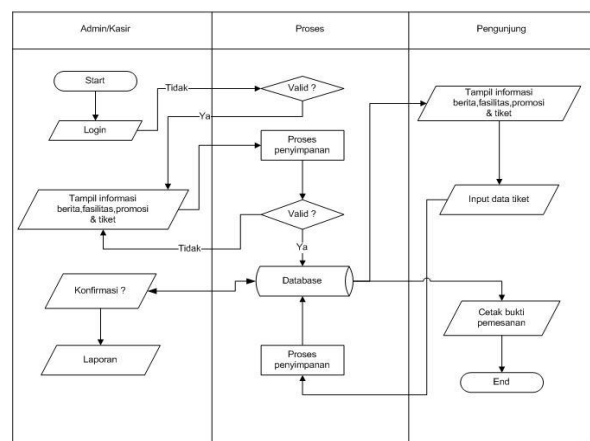 Admin/Kasir
Proses
Pengunjung
Start
Tidak
Valid ?
Login
Ya
Tampil informasi
berita,fasilitas,promosi
& tiket
Proses
penyimpanan
Tampil informasi
berita,fasilitas,promosi
& tiket
Valid ?
Input data tiket
Tidak
Ya
Konfirmasi ?
Database
Cetak bukti
pemesanan
Laporan
Proses
penyimpanan
End